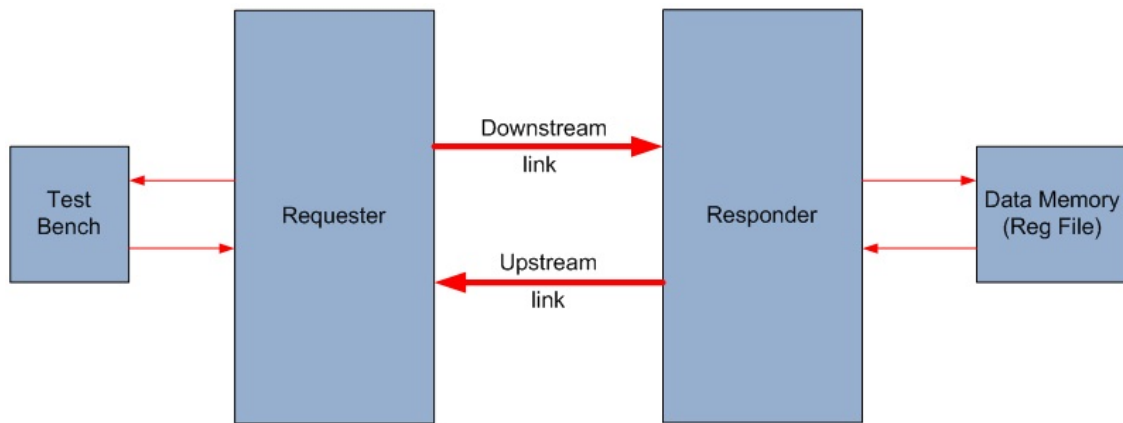 Test
Bench
Requester
Downstream
link
Upstream
link
Responder
Data Memory
(Reg File)